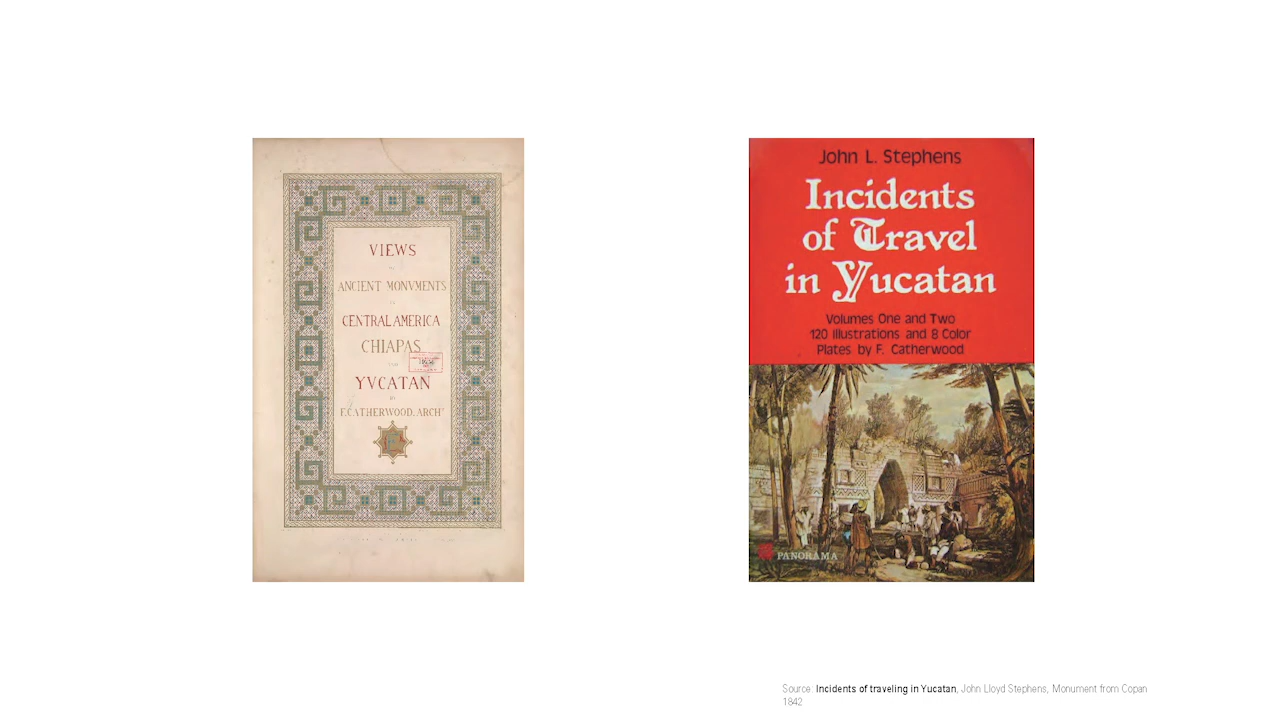 VIEWS
ANCIENT MONVMENTS
CENTRAL AMERICA
CHIAPAS
YVCATAN
BY
F. CATHERWOOD, ARCHT
John L. Stephens
Incidents
of Travel
in Yucatan
Volumes One and Two
120 Illustrations and 8 Color
Plates by F. Catherwood
PANORAMA
Source: Incidents of traveling in Yucatan, John Lloyd Stephens, Monument from Copan
1842